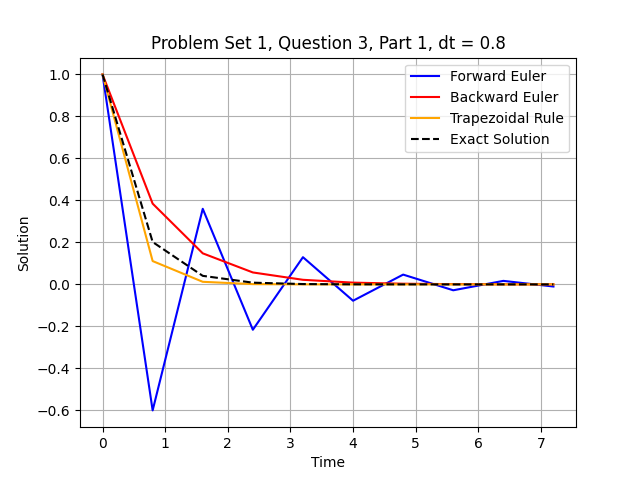 Problem Set 1, Question 3, Part 1, dt = 0.8
Forward Euler
Backward Euler
Trapezoidal Rule
Exact Solution
1.0
0.8
0.6
0.4
0.2
0.0
−0.2
−0.4
−0.6
Solution
0 1 2 3 4 5 6 7
Time